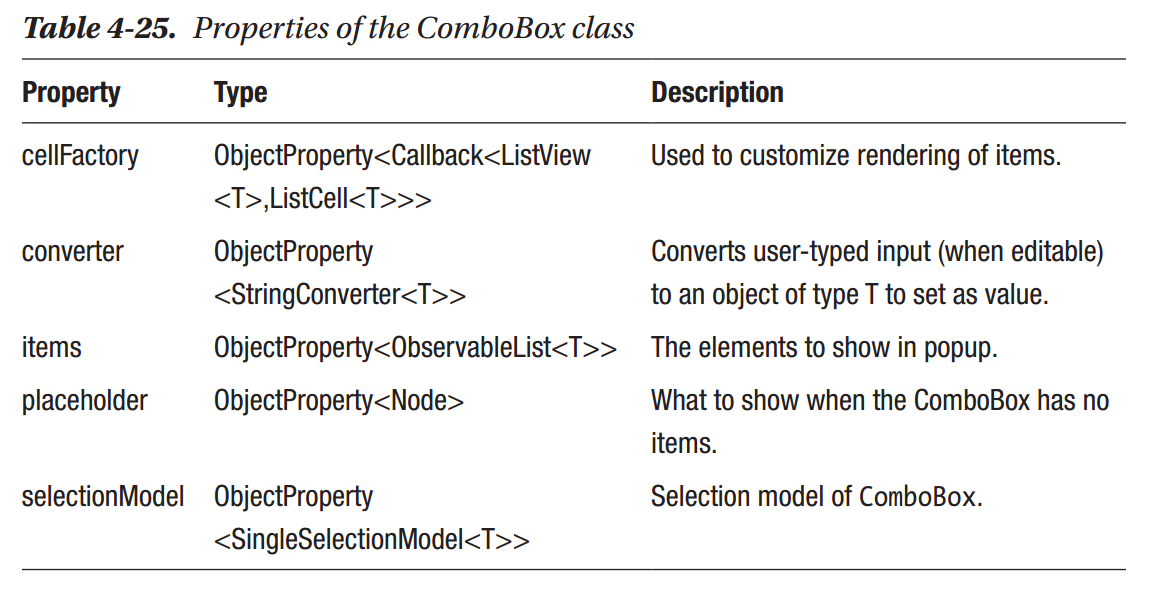 Table 4-25. Properties of the ComboBox class
Property Type Description
cellFactory ObjectProperty<Callback<ListView Used to customize rendering of items.
<T>,ListCell<T>>>
converter ObjectProperty Converts user-typed input (when editable)
<StringConverter<T>> to an object of type T to set as value.
items ObjectProperty<ObservableList<T>> The elements to show in popup.
placeholder ObjectProperty<Node> What to show when the ComboBox has no
items.
selectionModel ObjectProperty Selection model of ComboBox.
<SingleSelectionModel<T>>